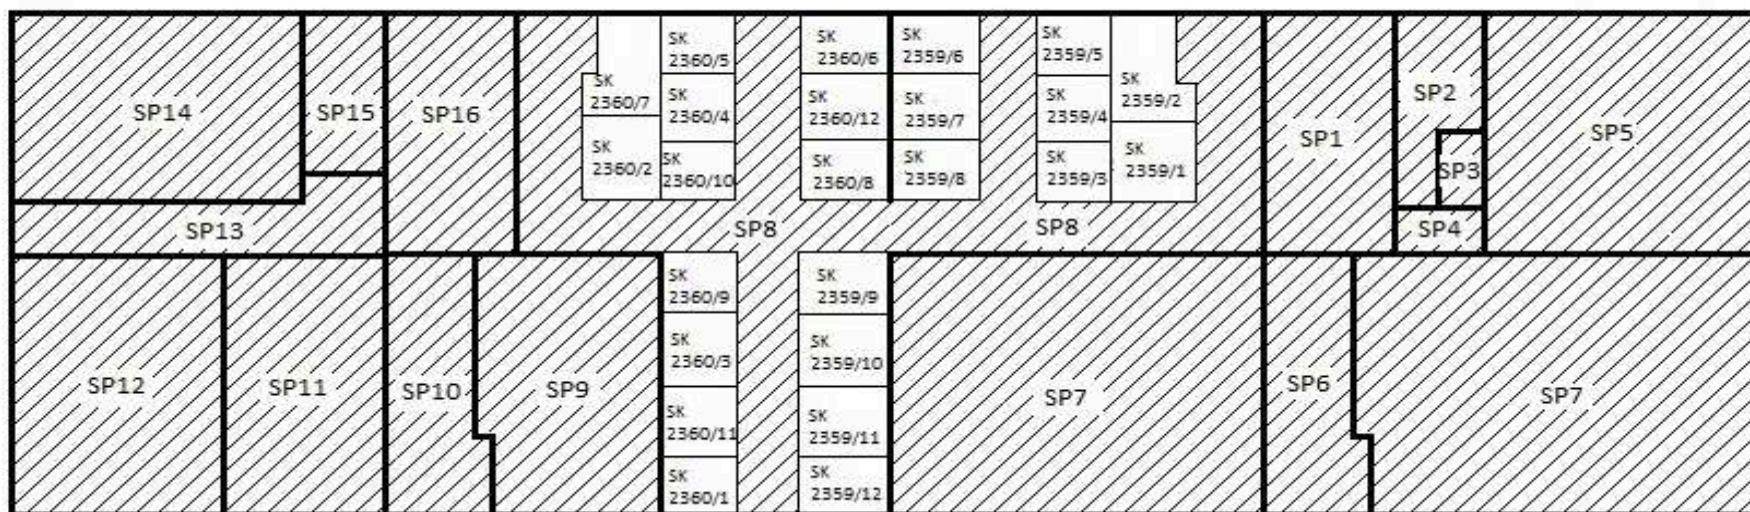 SP14
SP15
SP16
SP13
SP12
SP11
SP10
SP9
SK
2360/7
SK
2360/2
SK
2360/5
SK
2360/4
SK
2360/10
SK
2360/6
SK
2360/12
SK
2360/8
SK
2359/6
SK
2359/7
SK
2359/8
SK
2359/5
SK
2359/4
SK
2359/3
SK
2359/2
SK
2359/1
SP8
SP8
SK
2360/9
SK
2360/3
SK
2360/11
SK
2360/1
SK
2359/9
SK
2359/10
SK
2359/11
SK
2359/12
SP1
SP2
SP3
SP4
SP5
SP7
SP6
SP7